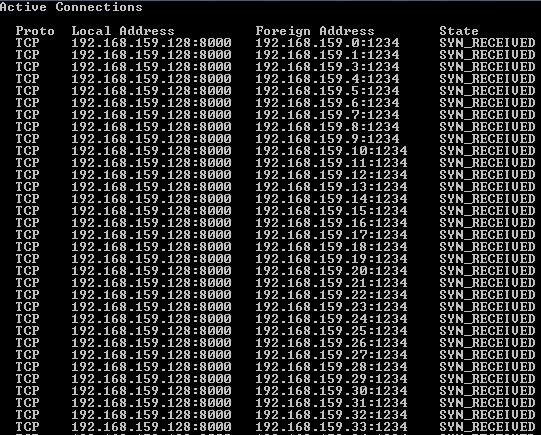 Active Connections
Proto Local Address Foreign Address State
TCP 192.168.159.128:8000 192.168.159.0:1234 SYN_RECEIVED
TCP 192.168.159.128:8000 192.168.159.1:1234 SYN_RECEIVED
TCP 192.168.159.128:8000 192.168.159.3:1234 SYN_RECEIVED
TCP 192.168.159.128:8000 192.168.159.4:1234 SYN_RECEIVED
TCP 192.168.159.128:8000 192.168.159.5:1234 SYN_RECEIVED
TCP 192.168.159.128:8000 192.168.159.6:1234 SYN_RECEIVED
TCP 192.168.159.128:8000 192.168.159.7:1234 SYN_RECEIVED
TCP 192.168.159.128:8000 192.168.159.8:1234 SYN_RECEIVED
TCP 192.168.159.128:8000 192.168.159.9:1234 SYN_RECEIVED
TCP 192.168.159.128:8000 192.168.159.10:1234 SYN_RECEIVED
TCP 192.168.159.128:8000 192.168.159.11:1234 SYN_RECEIVED
TCP 192.168.159.128:8000 192.168.159.12:1234 SYN_RECEIVED
TCP 192.168.159.128:8000 192.168.159.13:1234 SYN_RECEIVED
TCP 192.168.159.128:8000 192.168.159.14:1234 SYN_RECEIVED
TCP 192.168.159.128:8000 192.168.159.15:1234 SYN_RECEIVED
TCP 192.168.159.128:8000 192.168.159.16:1234 SYN_RECEIVED
TCP 192.168.159.128:8000 192.168.159.17:1234 SYN_RECEIVED
TCP 192.168.159.128:8000 192.168.159.18:1234 SYN_RECEIVED
TCP 192.168.159.128:8000 192.168.159.19:1234 SYN_RECEIVED
TCP 192.168.159.128:8000 192.168.159.20:1234 SYN_RECEIVED
TCP 192.168.159.128:8000 192.168.159.21:1234 SYN_RECEIVED
TCP 192.168.159.128:8000 192.168.159.22:1234 SYN_RECEIVED
TCP 192.168.159.128:8000 192.168.159.23:1234 SYN_RECEIVED
TCP 192.168.159.128:8000 192.168.159.24:1234 SYN_RECEIVED
TCP 192.168.159.128:8000 192.168.159.25:1234 SYN_RECEIVED
TCP 192.168.159.128:8000 192.168.159.26:1234 SYN_RECEIVED
TCP 192.168.159.128:8000 192.168.159.27:1234 SYN_RECEIVED
TCP 192.168.159.128:8000 192.168.159.28:1234 SYN_RECEIVED
TCP 192.168.159.128:8000 192.168.159.29:1234 SYN_RECEIVED
TCP 192.168.159.128:8000 192.168.159.30:1234 SYN_RECEIVED
TCP 192.168.159.128:8000 192.168.159.31:1234 SYN_RECEIVED
TCP 192.168.159.128:8000 192.168.159.32:1234 SYN_RECEIVED
TCP 192.168.159.128:8000 192.168.159.33:1234 SYN_RECEIVED